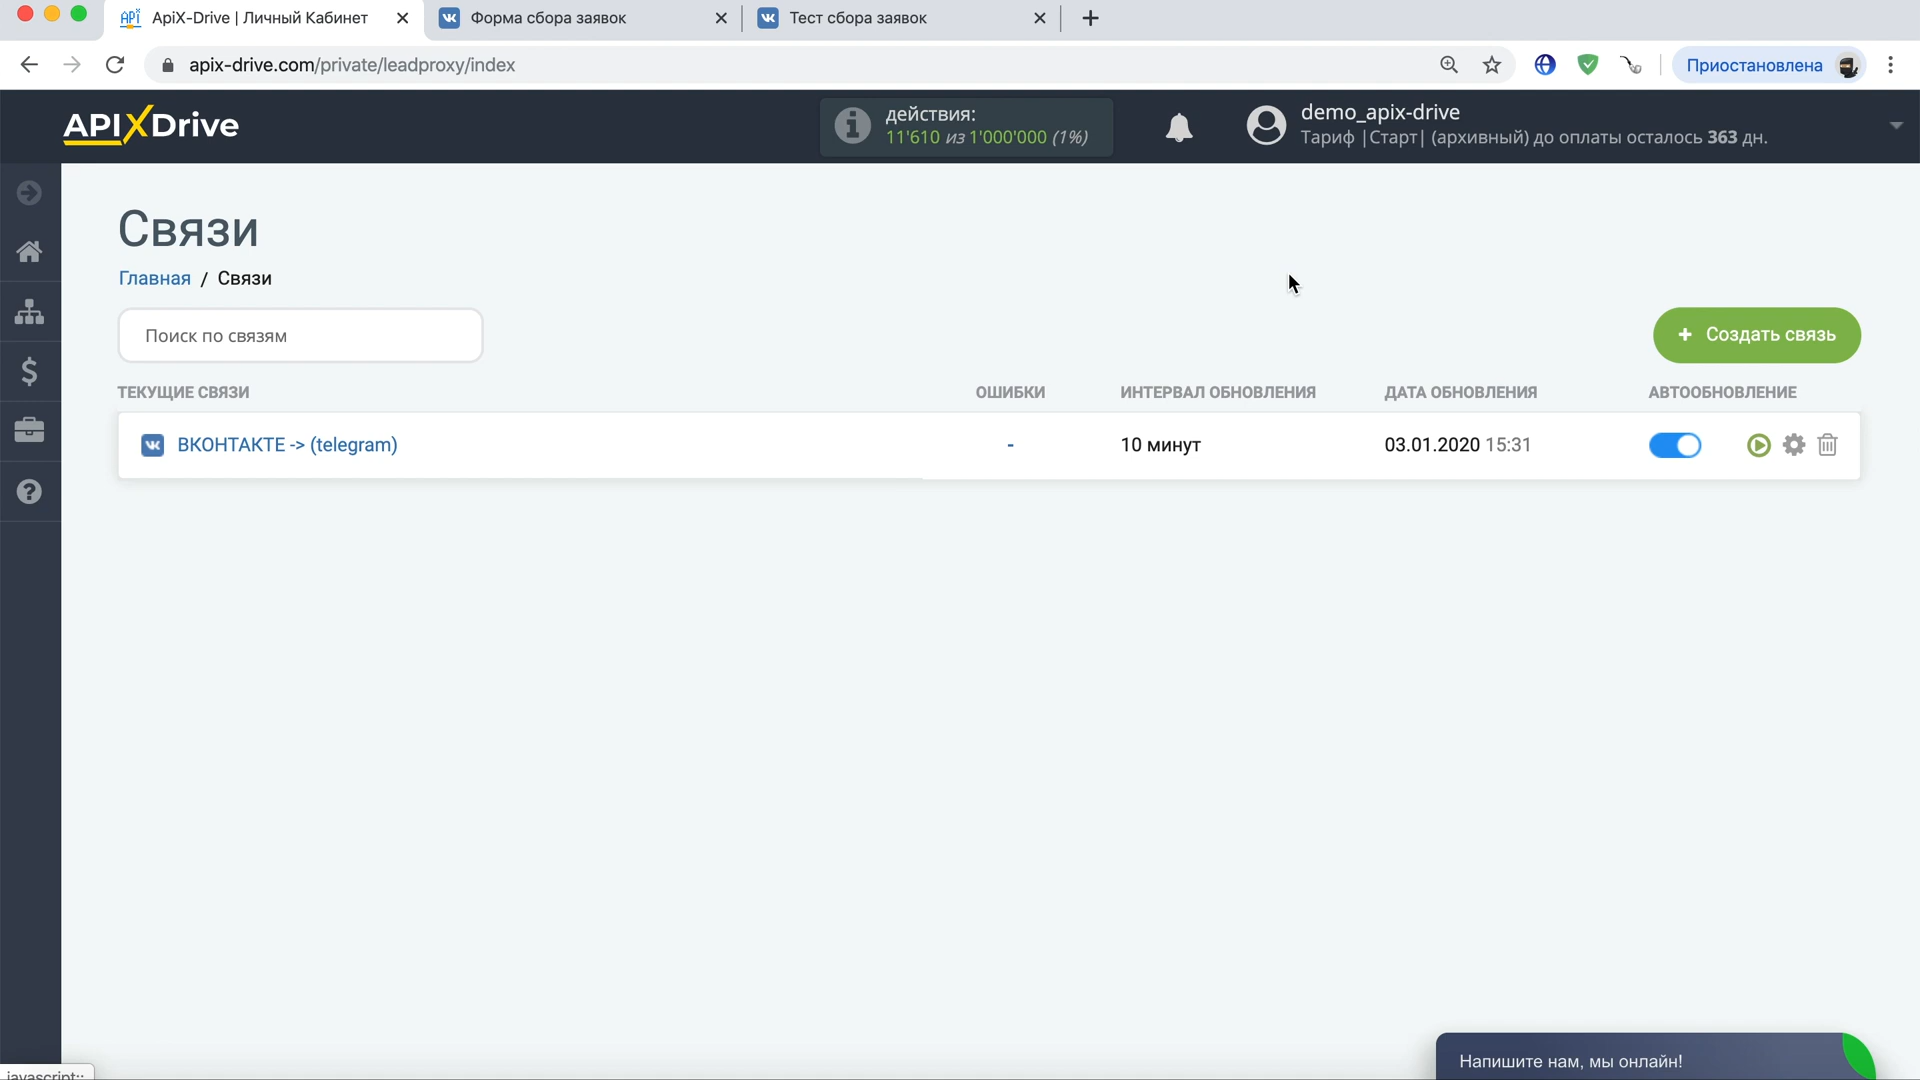 ApiX-Drive | Личный Кабинет
Форма сбора заявок
Тест сбора заявок
apix-drive.com/private/leadproxy/index
Приостановлена
APIXDrive
действия:
11'610 из 1'000'000 (1%)
demo_apix-drive
Тариф |Старт| (архивный) до оплаты осталось 363 дн.
Связи
Главная / Связи
Поиск по связям
+ Создать связь
ТЕКУЩИЕ СВЯЗИ ОШИБКИ ИНТЕРВАЛ ОБНОВЛЕНИЯ ДАТА ОБНОВЛЕНИЯ АВТООБНОВЛЕНИЕ
ВКОНТАКТЕ -> (telegram) - 10 минут 03.01.2020 15:31
Напишите нам, мы онлайн!
javascript:;